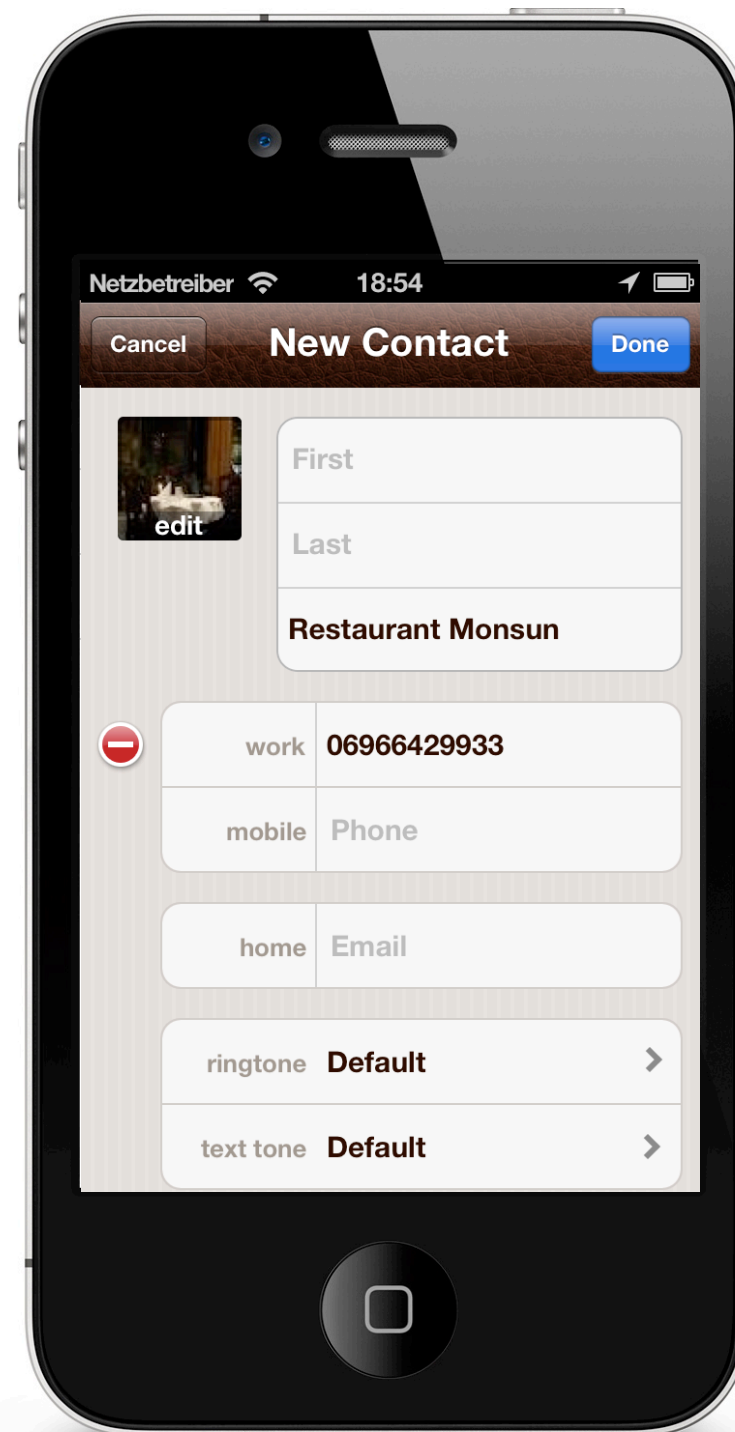 Netzbetreiber 18:54
Cancel New Contact Done
edit
First
Last
Restaurant Monsun
work 06966429933
mobile Phone
home Email
ringtone Default
text tone Default